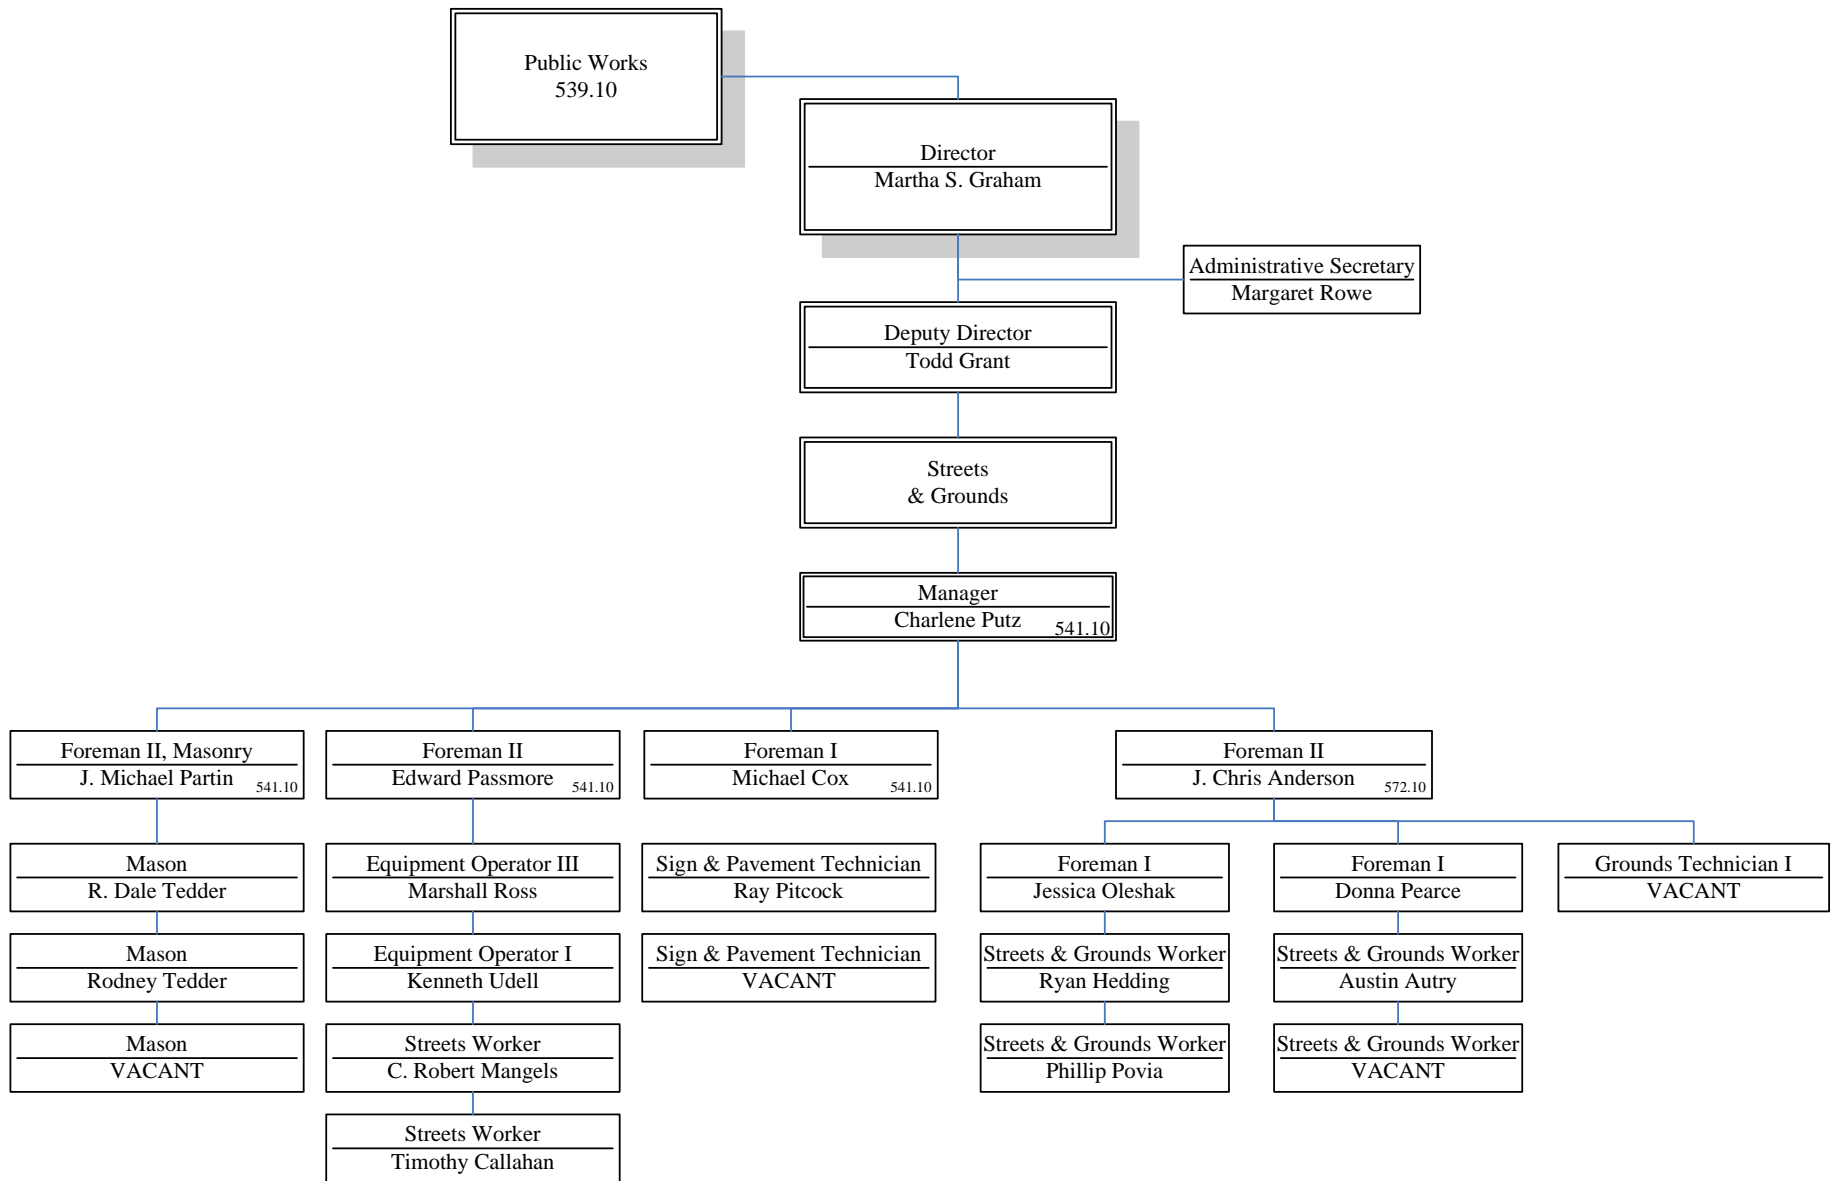 Public Works
539.10
Director
Martha S. Graham
Administrative Secretary
Margaret Rowe
Deputy Director
Todd Grant
Streets
& Grounds
Manager
Charlene Putz
541.10
Foreman II, Masonry
J. Michael Partin
541.10
Foreman II
Edward Passmore
541.10
Foreman I
Michael Cox
541.10
Foreman II
J. Chris Anderson
572.10
Mason
R. Dale Tedder
Equipment Operator III
Marshall Ross
Sign & Pavement Technician
Ray Pitcock
Foreman I
Jessica Oleshak
Foreman I
Donna Pearce
Grounds Technician I
VACANT
Mason
Rodney Tedder
Equipment Operator I
Kenneth Udell
Sign & Pavement Technician
VACANT
Streets & Grounds Worker
Ryan Hedding
Streets & Grounds Worker
Austin Autry
Mason
VACANT
Streets Worker
C. Robert Mangels
Streets & Grounds Worker
Phillip Povia
Streets & Grounds Worker
VACANT
Streets Worker
Timothy Callahan